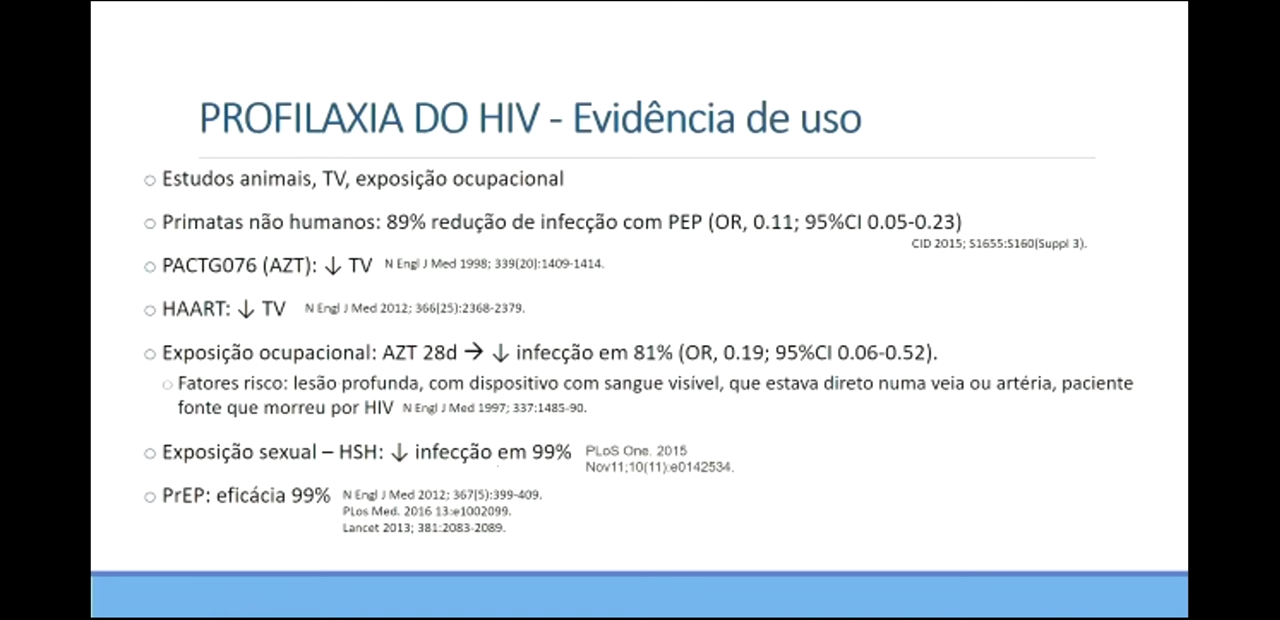 PROFILAXIA DO HIV - Evidência de uso
Estudos animais, TV, exposição ocupacional
Primatas não humanos: 89% redução de infecção com PEP (OR, 0.11; 95%CI 0.05-0.23)
CID 2015; S1655:S160(Suppl 3).
PACTG076 (AZT): ↓ TV N Engl J Med 1998; 339(20):1409-1414.
HAART: ↓ TV N Engl J Med 2012; 366(25):2368-2379.
Exposição ocupacional: AZT 28d → ↓ infecção em 81% (OR, 0.19; 95%CI 0.06-0.52).
Fatores risco: lesão profunda, com dispositivo com sangue visível, que estava direto numa veia ou artéria, paciente
fonte que morreu por HIV N Engl J Med 1997; 337:1485-90.
Exposição sexual – HSH: ↓ infecção em 99% PLoS One. 2015
Nov11;10(11):e0142534.
PrEP: eficácia 99% N Engl J Med 2012; 367(5):399-409.
PLos Med. 2016 13:e1002099.
Lancet 2013; 381:2083-2089.